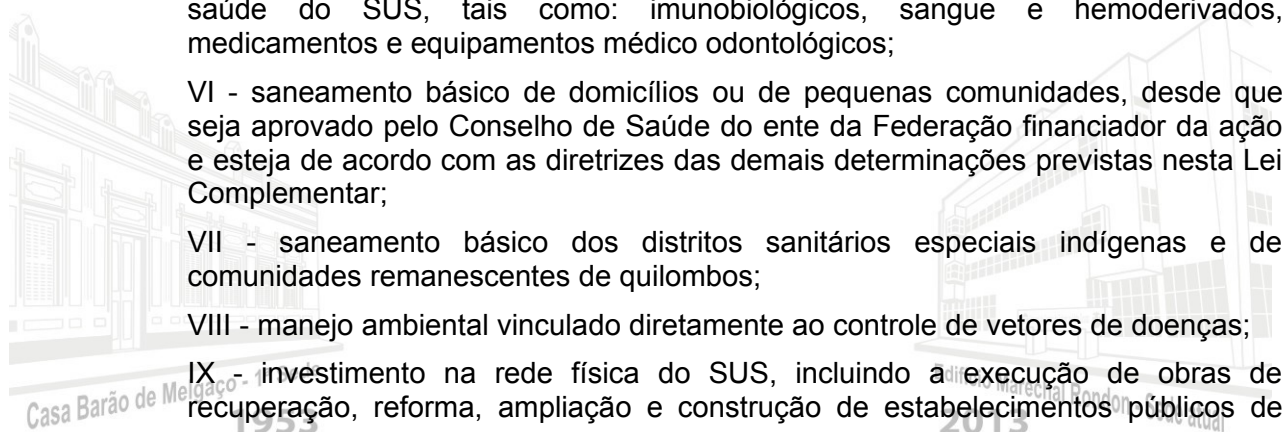 saúde do SUS, tais como: imunobiológicos, sangue e hemoderivados,
medicamentos e equipamentos médico odontológicos;
VI - saneamento básico de domicílios ou de pequenas comunidades, desde que
seja aprovado pelo Conselho de Saúde do ente da Federação financiador da ação
e esteja de acordo com as diretrizes das demais determinações previstas nesta Lei
Complementar;
VII - saneamento básico dos distritos sanitários especiais indígenas e de
comunidades remanescentes de quilombos;
VIII - manejo ambiental vinculado diretamente ao controle de vetores de doenças;
IX - investimento na rede física do SUS, incluindo a execução de obras de
recuperação, reforma, ampliação e construção de estabelecimentos públicos de
Casa Barão de Melgaço -
1953
Marechal Rondon -
2013